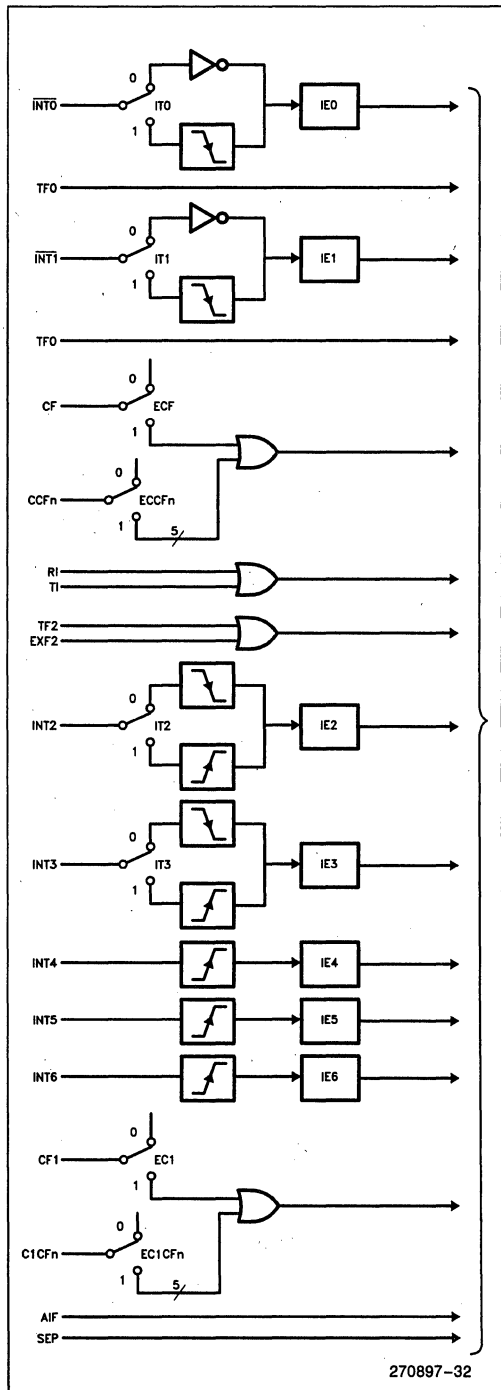 0
INT0 IT0 IE0
1
TF0
0
INT1 IT1 IE1
1
TF0
0
CF ECF
1
0
CCFn ECCFn
1 5
RI
TI
TF2
EXF2
0
INT2 IT2 IE2
1
0
INT3 IT3 IE3
1
INT4 IE4
INT5 IE5
INT6 IE6
0
CF1 EC1
1
0
C1CFn EC1CFn
1 5
AIF
SEP
270897-32